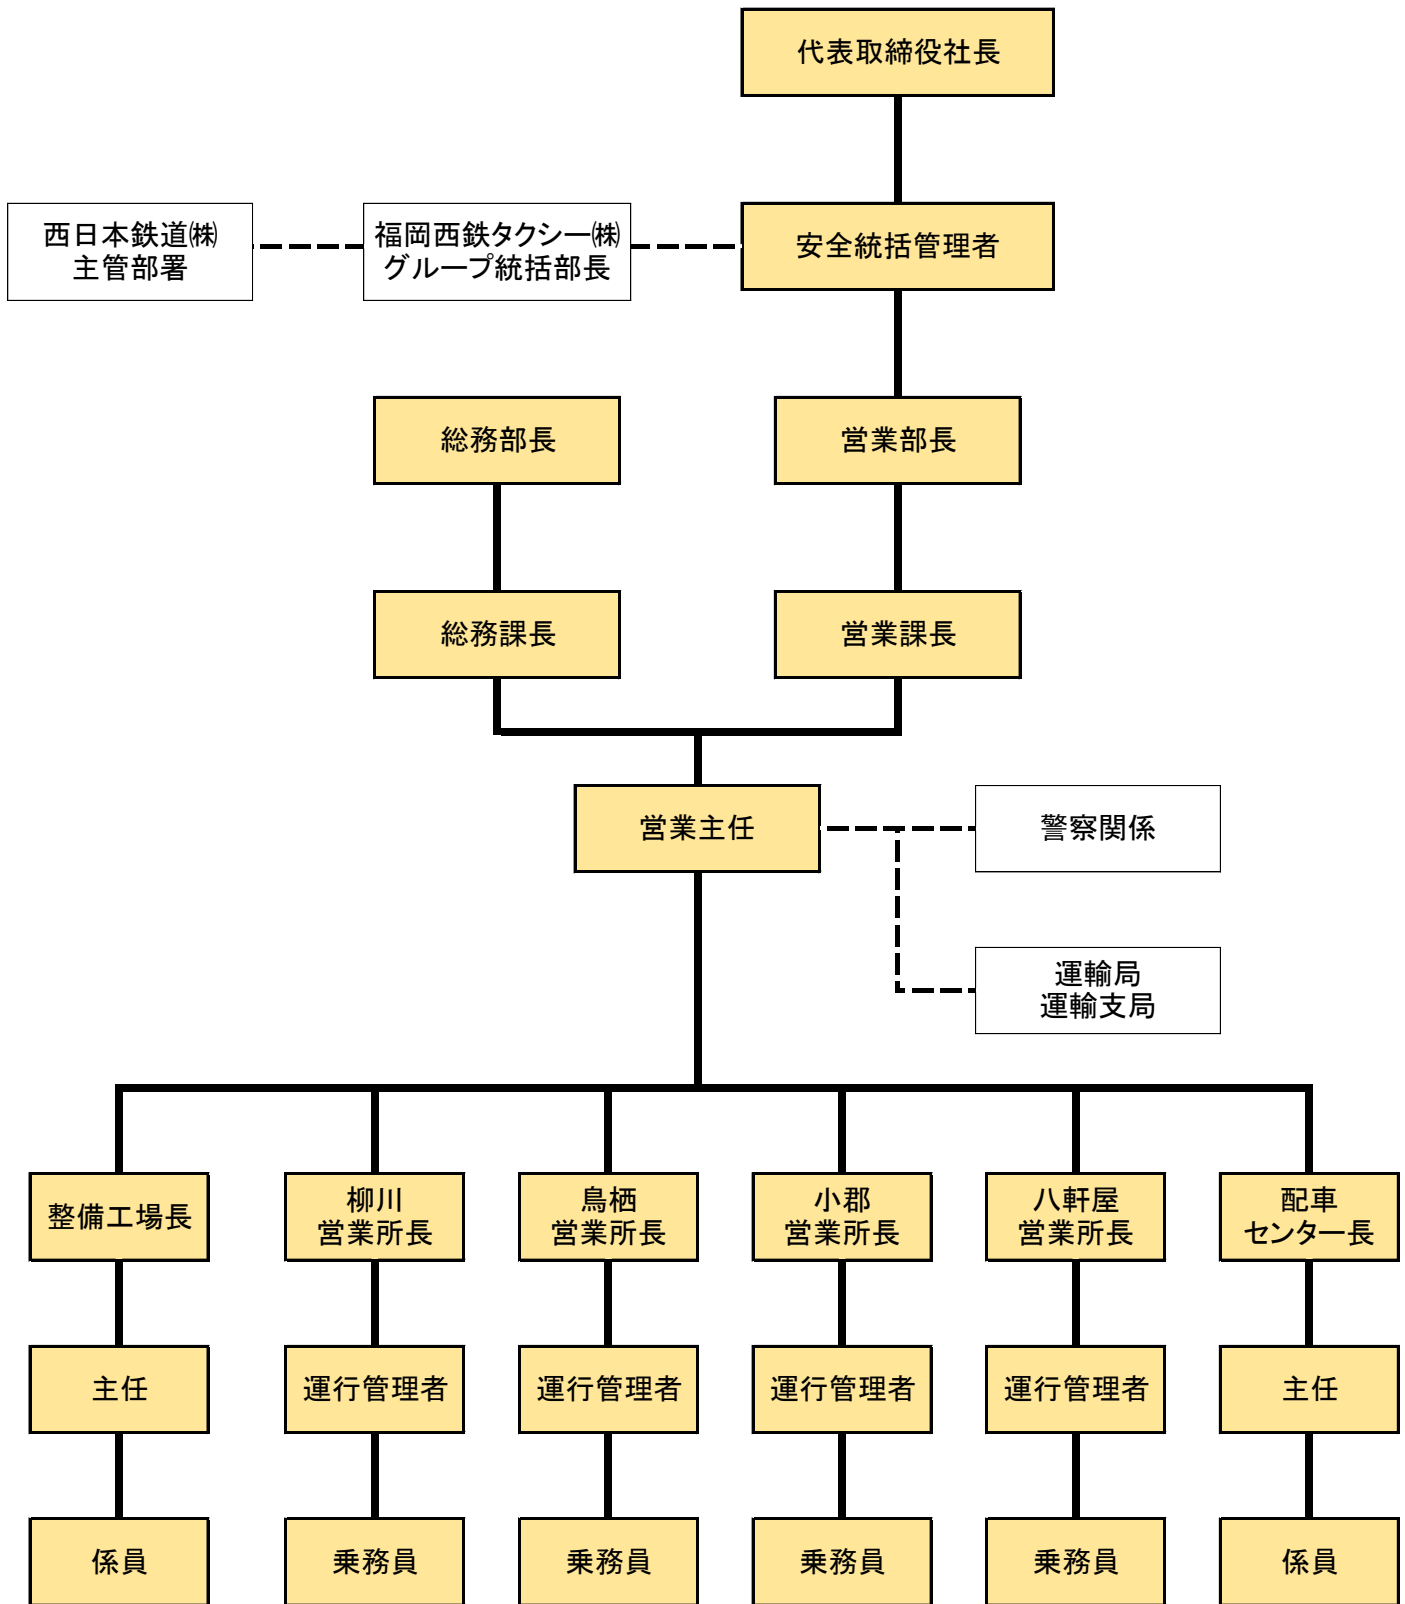 代表取締役社長
西日本鉄道㈱
主管部署
福岡西鉄タクシー㈱
グループ統括部長
安全統括管理者
総務部長
営業部長
総務課長
営業課長
営業主任
警察関係
運輸局
運輸支局
整備工場長
柳川
営業所長
鳥栖
営業所長
小郡
営業所長
八軒屋
営業所長
配車
センター長
主任
運行管理者
運行管理者
運行管理者
運行管理者
主任
係員
乗務員
乗務員
乗務員
乗務員
係員